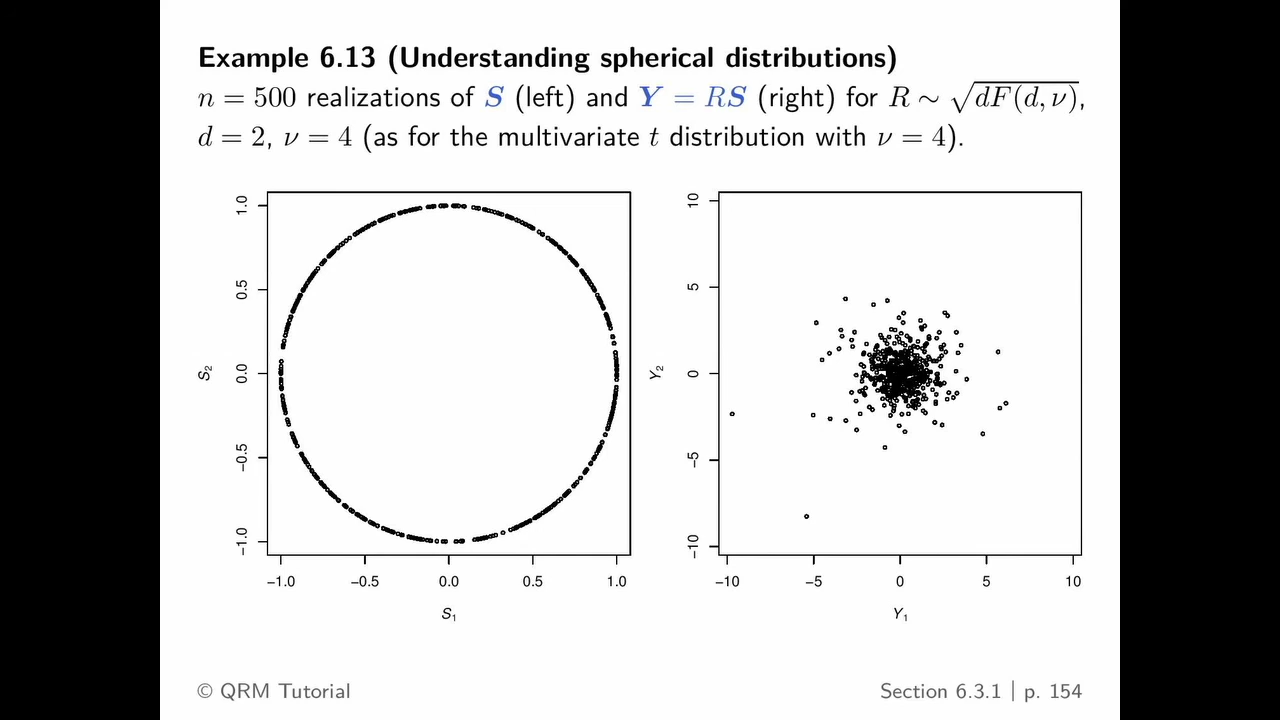 Example 6.13 (Understanding spherical distributions)
n = 500 realizations of S (left) and Y = RS (right) for R ∼ √dF(d, ν),
d = 2, ν = 4 (as for the multivariate t distribution with ν = 4).
1.0
0.5
0.0
−0.5
−1.0
S₂
−1.0 −0.5 0.0 0.5 1.0
S₁
10
5
0
−5
−10
Y₂
−10 −5 0 5 10
Y₁
© QRM Tutorial
Section 6.3.1 | p. 154